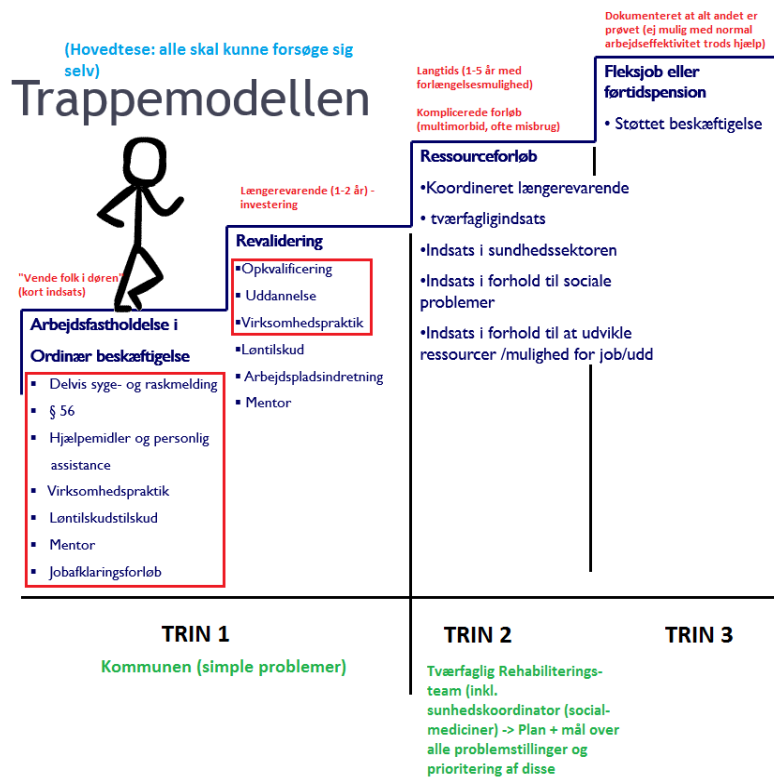 (Hovedtese: alle skal kunne forsøge sig
selv)
Trappemodellen
"Vende folk i døren"
(kort indsats)
Arbejdsfastholdelse i
Ordinær beskæftigelse
▪ Delvis syge- og raskmelding
▪ § 56
▪ Hjælpemidler og personlig
assistance
▪ Virksomhedspraktik
▪ Løntilskudstilskud
▪ Mentor
▪ Jobafklaringsforløb
Længerevarende (1-2 år) -
investering
Revalidering
▪Opkvalificering
▪ Uddannelse
▪Virksomhedspraktik
▪Løntilskud
▪Arbejdspladsindretning
▪ Mentor
Langtids (1-5 år med
forlængelsesmulighed)
Komplicerede forløb
(multimorbid, ofte misbrug)
Ressourceforløb
•Koordineret længerevarende
• tværfagligindsats
•Indsats i sundhedssektoren
•Indsats i forhold til sociale
problemer
•Indsats i forhold til at udvikle
ressourcer /mulighed for job/udd
Dokumenteret at alt andet er
prøvet (ej mulig med normal
arbejdseffektivitet trods hjælp)
Fleksjob eller
førtidspension
• Støttet beskæftigelse
TRIN 1
Kommunen (simple problemer)
TRIN 2
Tværfaglig Rehabiliterings-
team (inkl.
sunhedskoordinator (social-
mediciner) -> Plan + mål over
alle problemstillinger og
prioritering af disse
TRIN 3